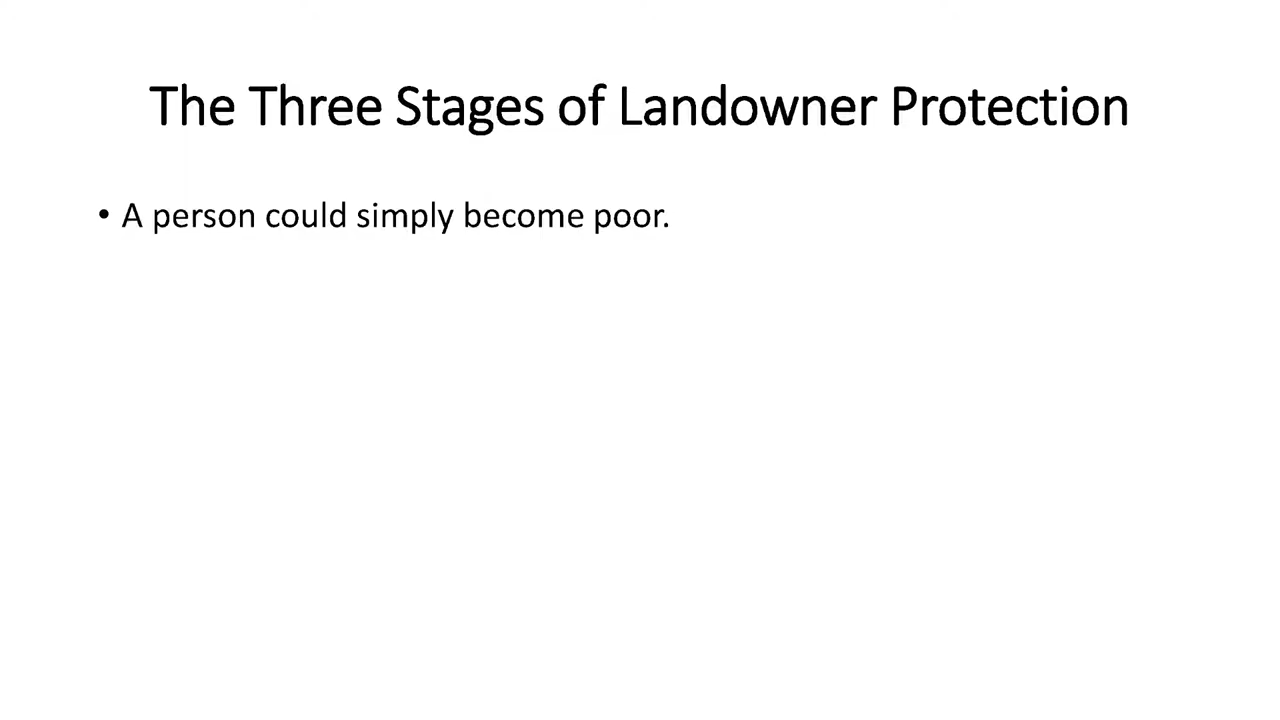 The Three Stages of Landowner Protection
• A person could simply become poor.